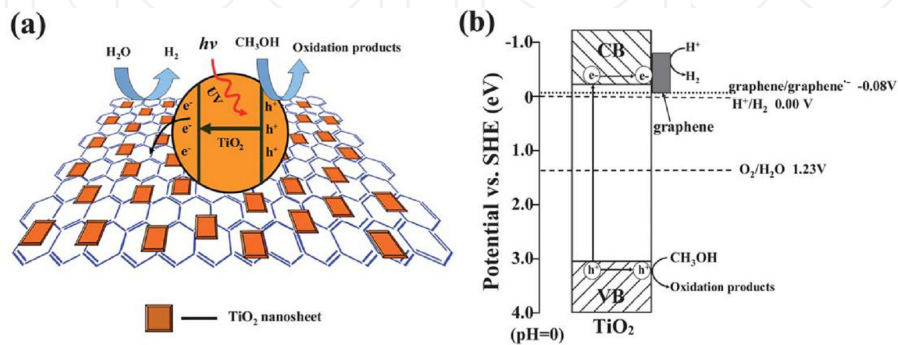 (a)
H₂O
H₂
hν
CH₃OH
Oxidation products
UV
e⁻
e⁻
e⁻
h⁺
h⁺
h⁺
TiO₂
TiO₂ nanosheet
(b)
Potential vs. SHE (eV)
-1.0
0
1.0
2.0
3.0
4.0
(pH=0)
CB
e-
e-
H⁺
H₂
graphene/graphene•⁻ -0.08V
H⁺/H₂ 0.00 V
graphene
O₂/H₂O 1.23V
h⁺
h⁺
CH₃OH
Oxidation products
VB
TiO₂